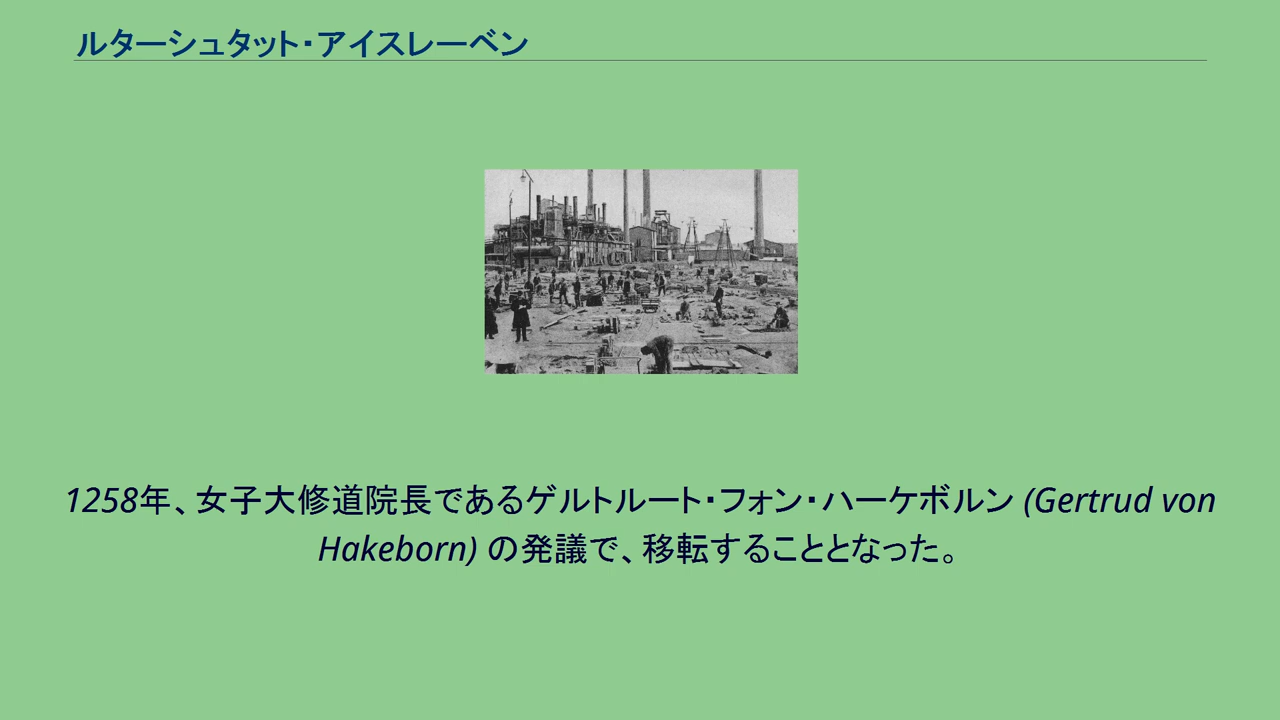 ルターシュタット・アイスレーベン
1258年、女子大修道院長であるゲルトルート・フォン・ハーケボルン (Gertrud von
Hakeborn) の発議で、移転することとなった。